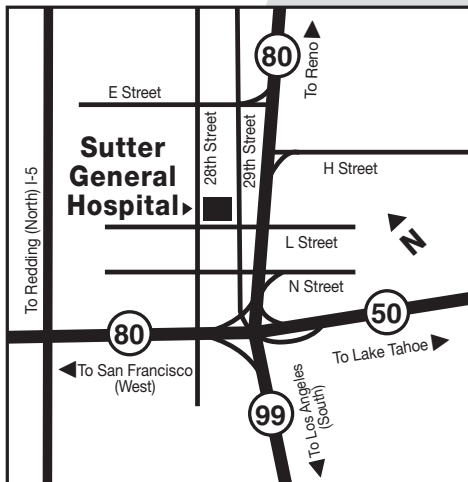 80
To Reno
E Street
Sutter
General
Hospital
28th Street
29th Street
H Street
To Redding (North) I-5
L Street
N
N Street
80
50
To San Francisco
(West)
To Lake Tahoe
99
To Los Angeles
(South)